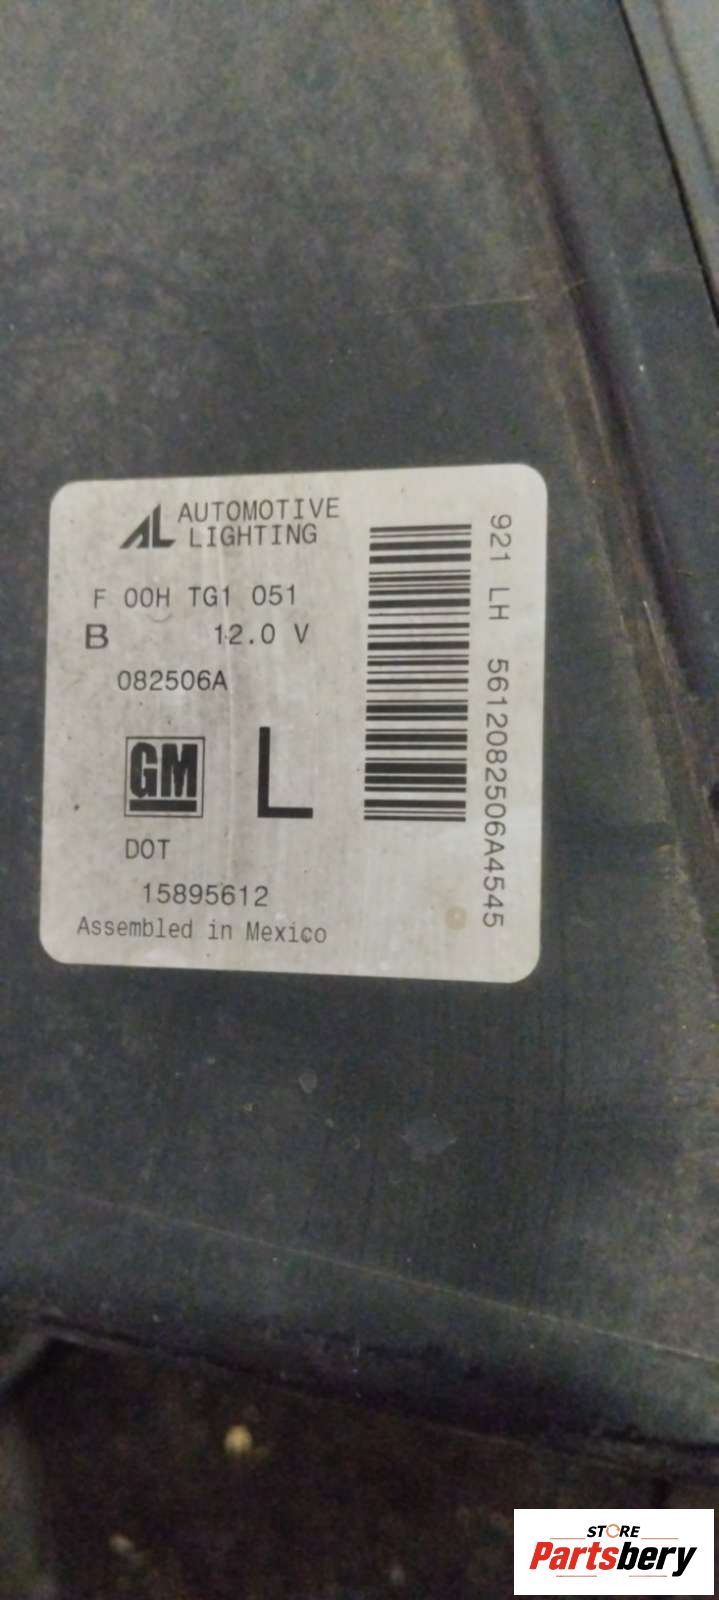 AL AUTOMOTIVE
LIGHTING
F 00H TG1 051
B 12.0 V
082506A
GM L
DOT
15895612
Assembled in Mexico
921 LH 5612082506A4545
STORE
Partsbery